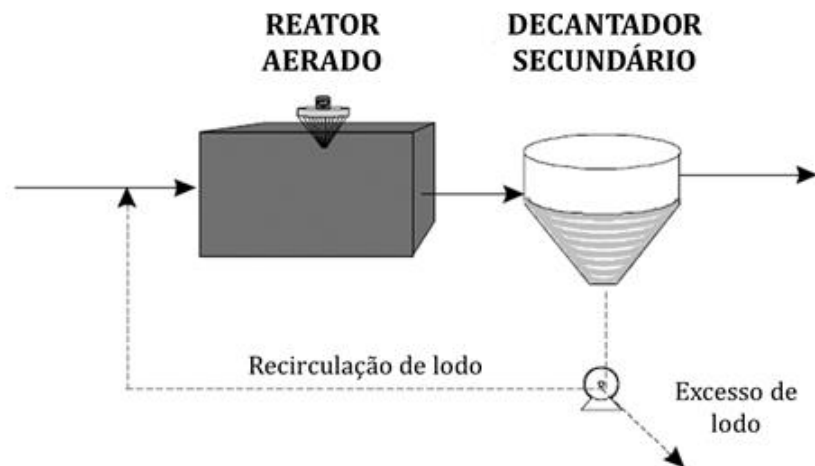 REATOR
AERADO
DECANTADOR
SECUNDÁRIO
Recirculação de lodo
Excesso de
lodo